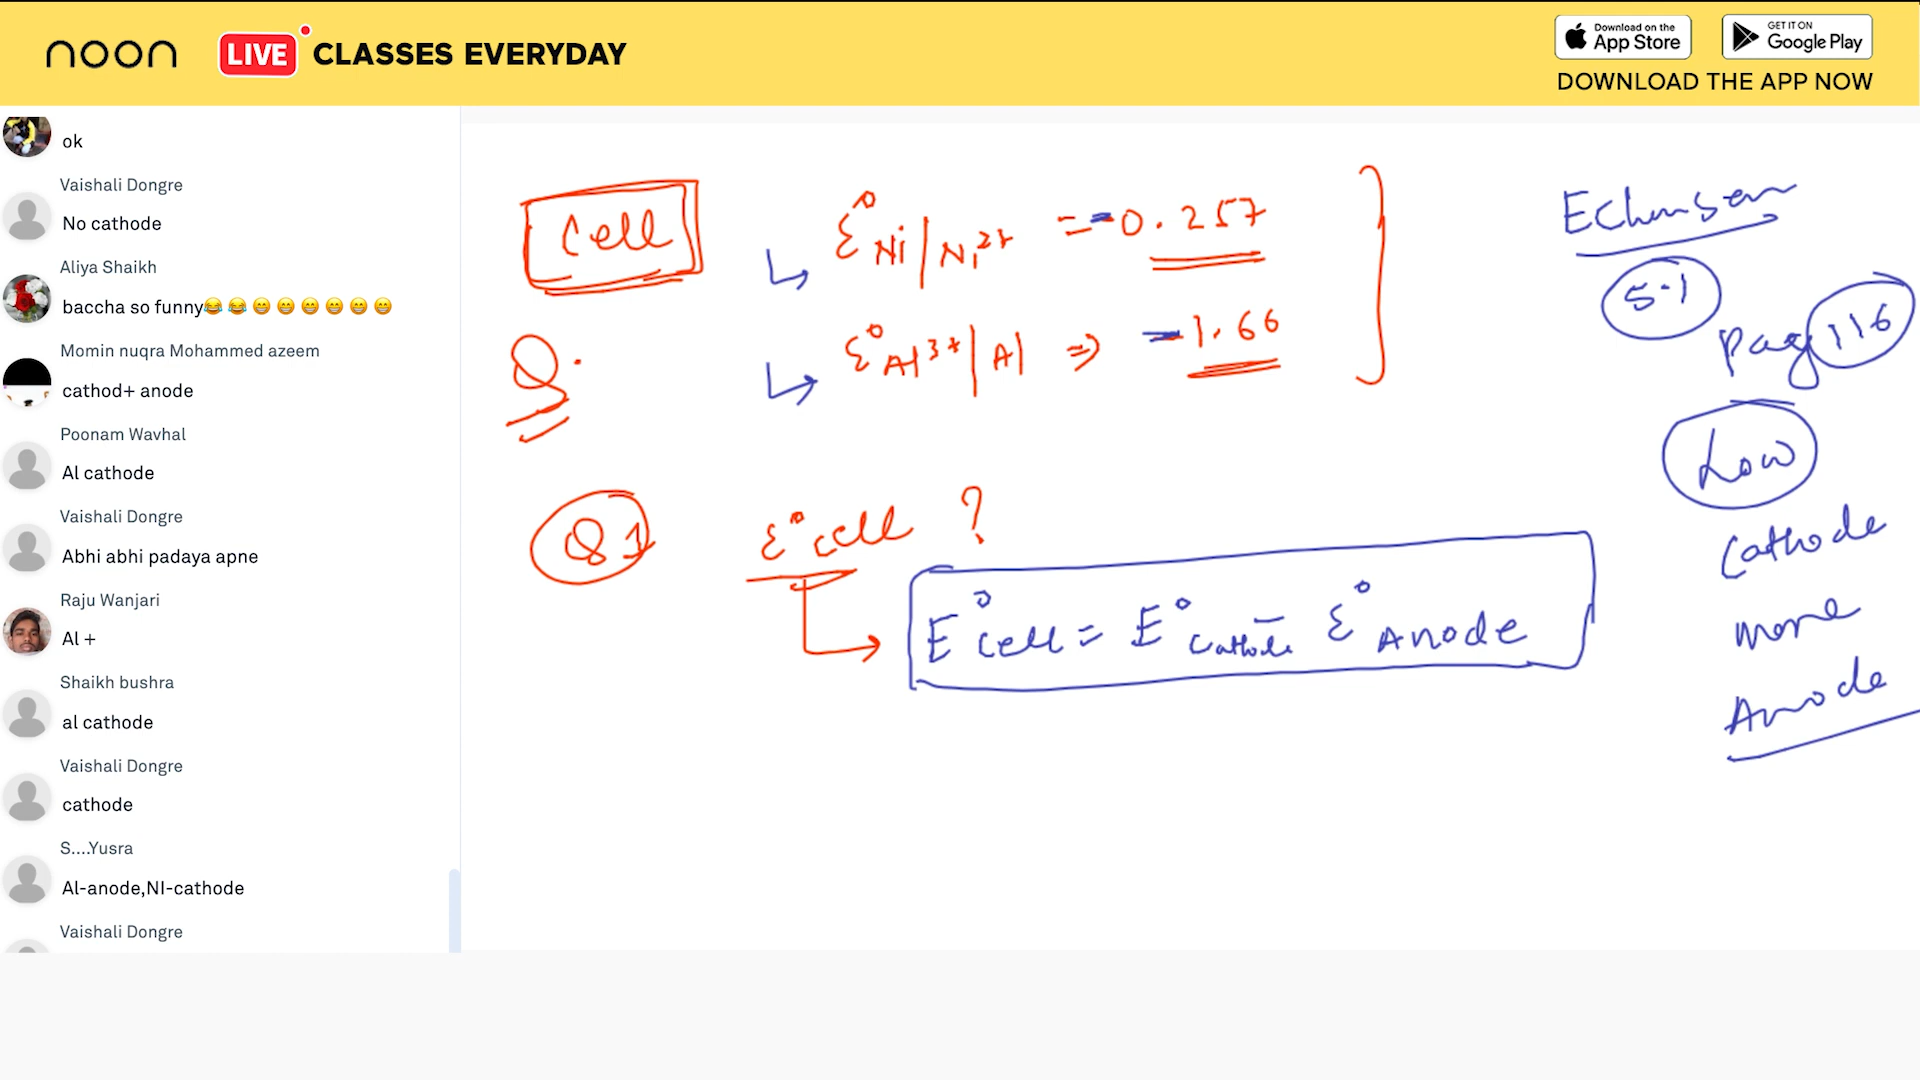 noon LIVE CLASSES EVERYDAY
Download on the App Store
GET IT ON Google Play
DOWNLOAD THE APP NOW
ok
Vaishali Dongre
No cathode
Aliya Shaikh
baccha so funny😂😂😁😁😁😁😁😁
Momin nuqra Mohammed azeem
cathod+ anode
Poonam Wavhal
Al cathode
Vaishali Dongre
Abhi abhi padaya apne
Raju Wanjari
Al +
Shaikh bushra
al cathode
Vaishali Dongre
cathode
S....Yusra
Al-anode,NI-cathode
Vaishali Dongre
Cell
Ɛ° Ni | Ni²⁺ = -0.257
Q.
Ɛ° Al³⁺ | Al ⇒ -1.66
Q 1
Ɛ° cell ?
E° cell = E° Cathode - Ɛ° Anode
5.1
Pag 116
Low
Cathode
more
Anode